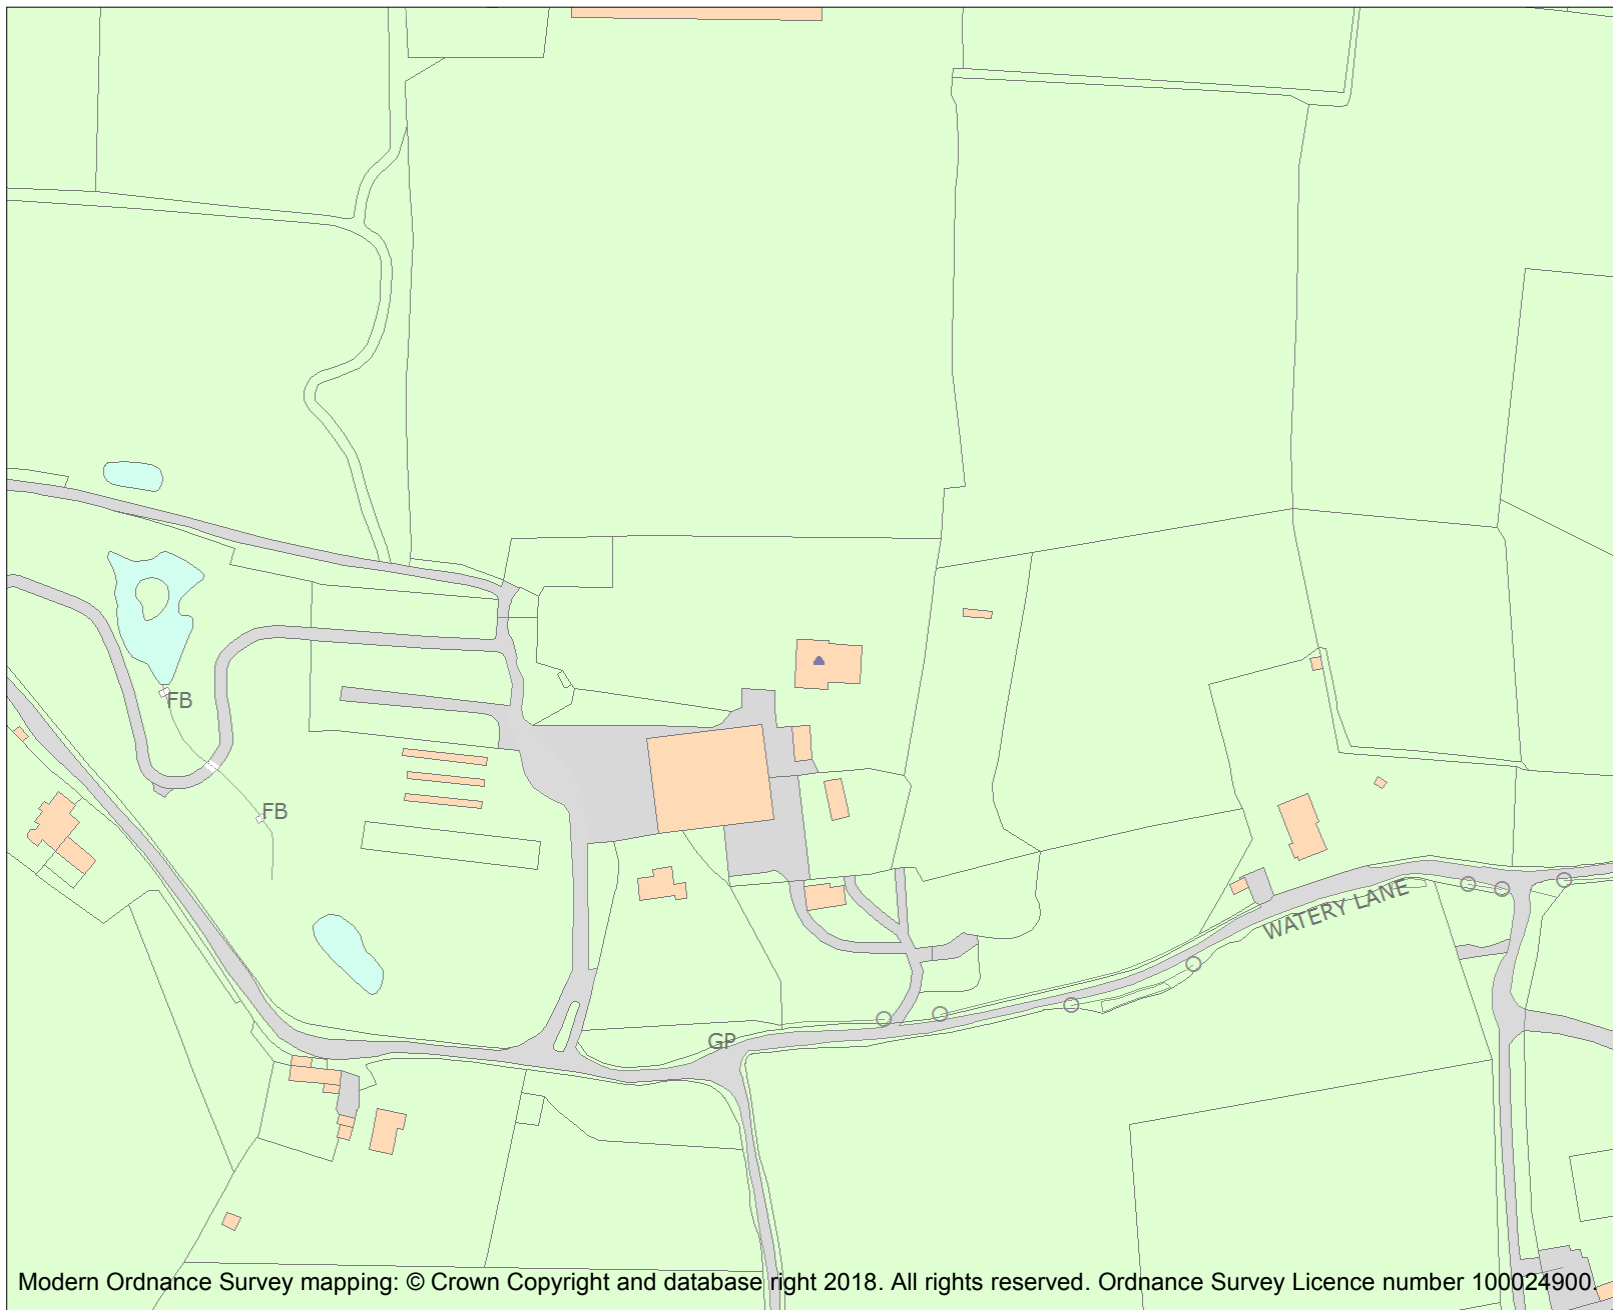 FB
FB
WATERY LANE
GP
Modern Ordnance Survey mapping: © Crown Copyright and database right 2018. All rights reserved. Ordnance Survey Licence number 100024900.